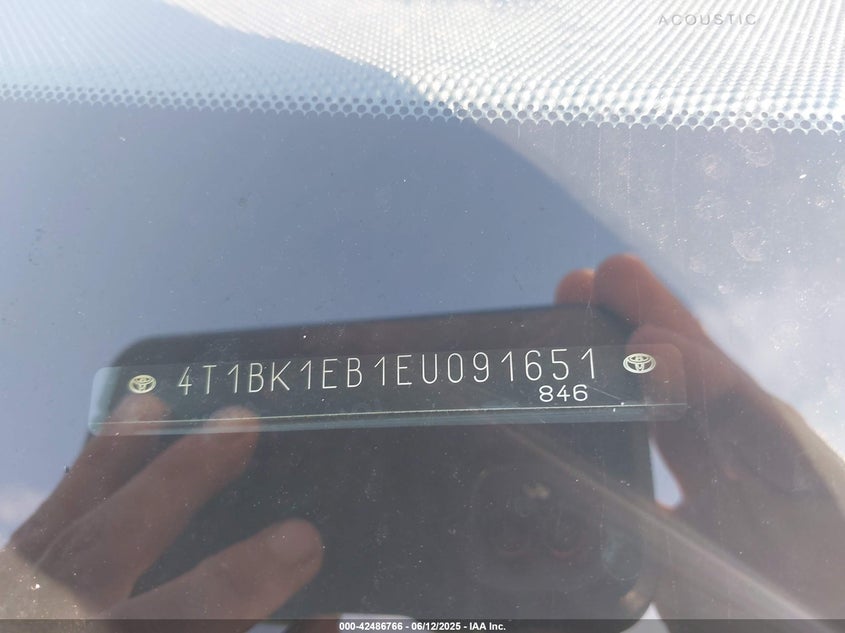 ACOUSTIC
4T1BK1EB1EU091651
846
000-42486766 - 06/12/2025 - IAA Inc.